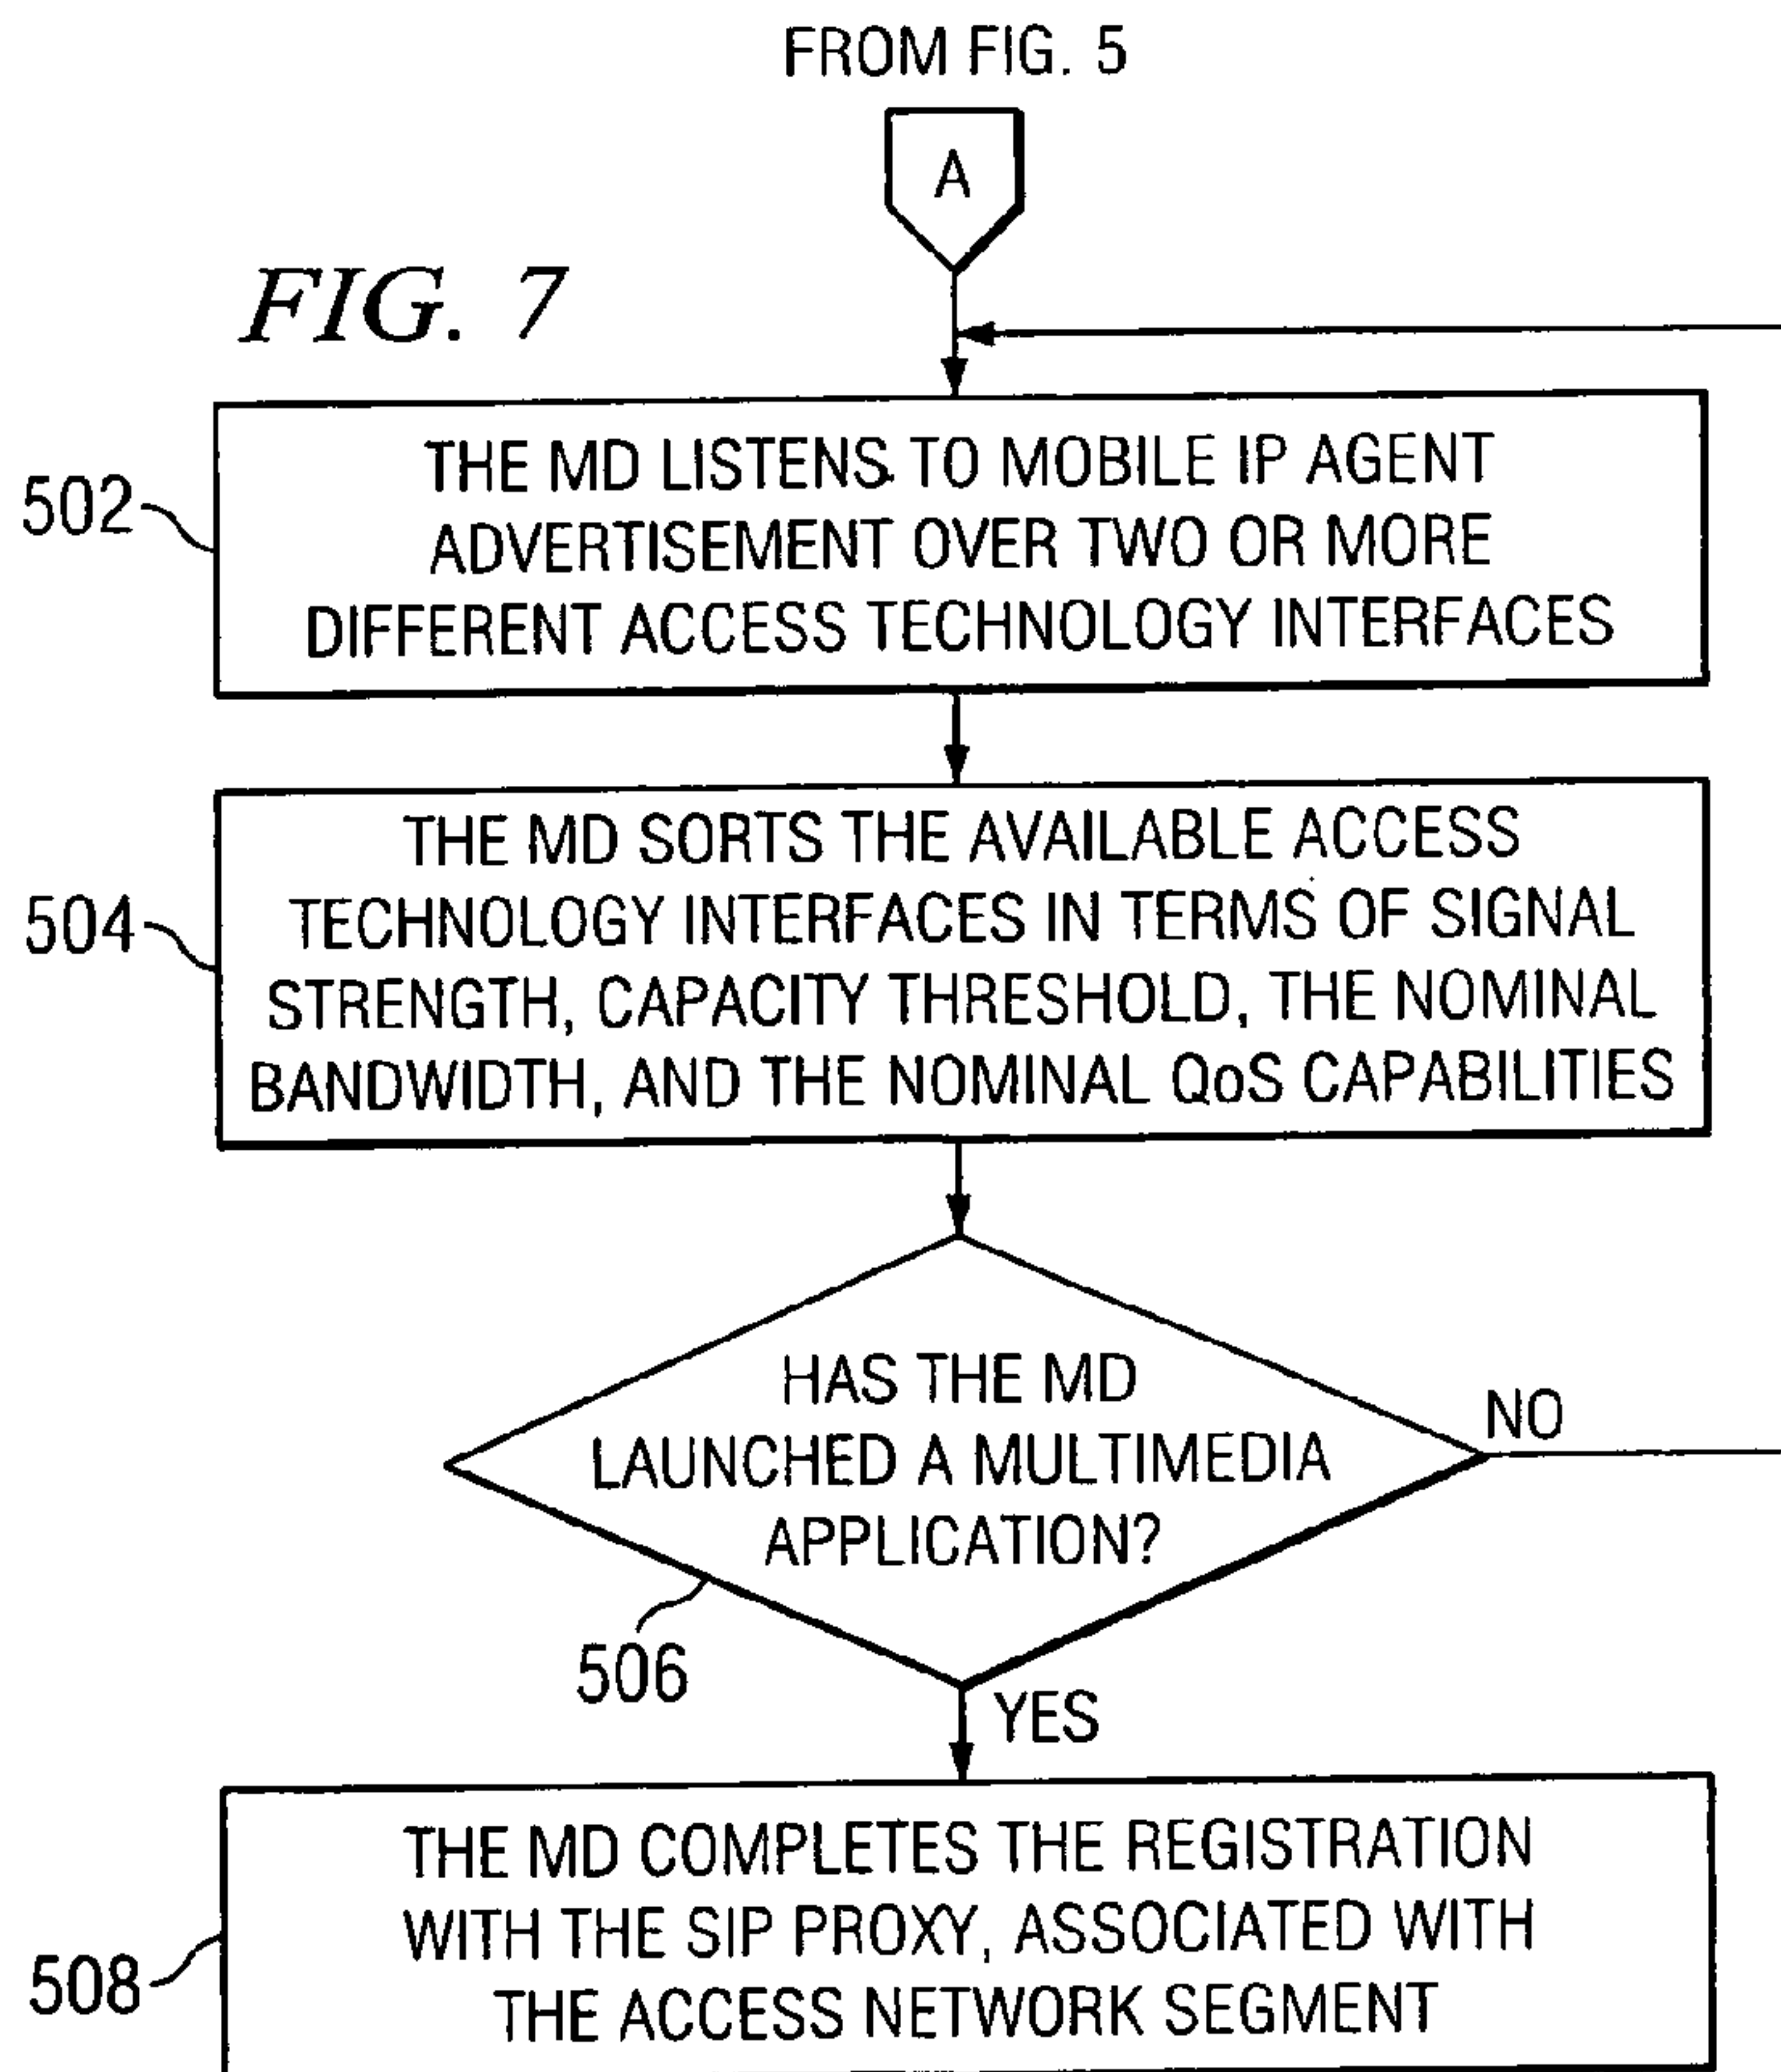 FROM FIG. 5
A
FIG. 7
502
THE MD LISTENS TO MOBILE IP AGENT
ADVERTISEMENT OVER TWO OR MORE
DIFFERENT ACCESS TECHNOLOGY INTERFACES
504
THE MD SORTS THE AVAILABLE ACCESS
TECHNOLOGY INTERFACES IN TERMS OF SIGNAL
STRENGTH, CAPACITY THRESHOLD, THE NOMINAL
BANDWIDTH, AND THE NOMINAL QoS CAPABILITIES
HAS THE MD
LAUNCHED A MULTIMEDIA
APPLICATION?
NO
506
YES
508
THE MD COMPLETES THE REGISTRATION
WITH THE SIP PROXY, ASSOCIATED WITH
THE ACCESS NETWORK SEGMENT